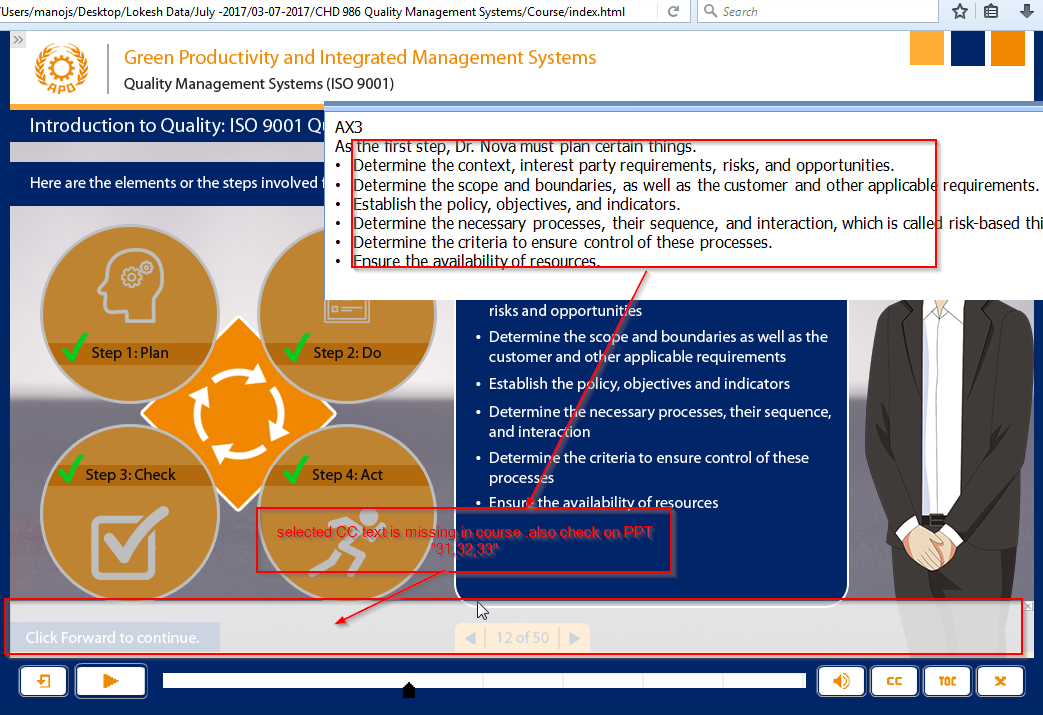 Users/manojs/Desktop/Lokesh Data/July -2017/03-07-2017/CHD 986 Quality Management Systems/Course/index.html
Search
Green Productivity and Integrated Management Systems
APO
Quality Management Systems (ISO 9001)
Introduction to Quality: ISO 9001 Q
AX3
As the first step, Dr. Nova must plan certain things.
• Determine the context, interest party requirements, risks, and opportunities.
• Determine the scope and boundaries, as well as the customer and other applicable requirements.
• Establish the policy, objectives, and indicators.
• Determine the necessary processes, their sequence, and interaction, which is called risk-based thi
• Determine the criteria to ensure control of these processes.
• Ensure the availability of resources.
Here are the elements or the steps involved f
Step 1: Plan
Step 2: Do
Step 3: Check
Step 4: Act
risks and opportunities
• Determine the scope and boundaries as well as the
customer and other applicable requirements
• Establish the policy, objectives and indicators
• Determine the necessary processes, their sequence,
and interaction
• Determine the criteria to ensure control of these
processes
• Ensure the availability of resources
selected CC text is missing in course .also check on PPT
"31,32,33"
Click Forward to continue.
12 of 50
CC
TOC